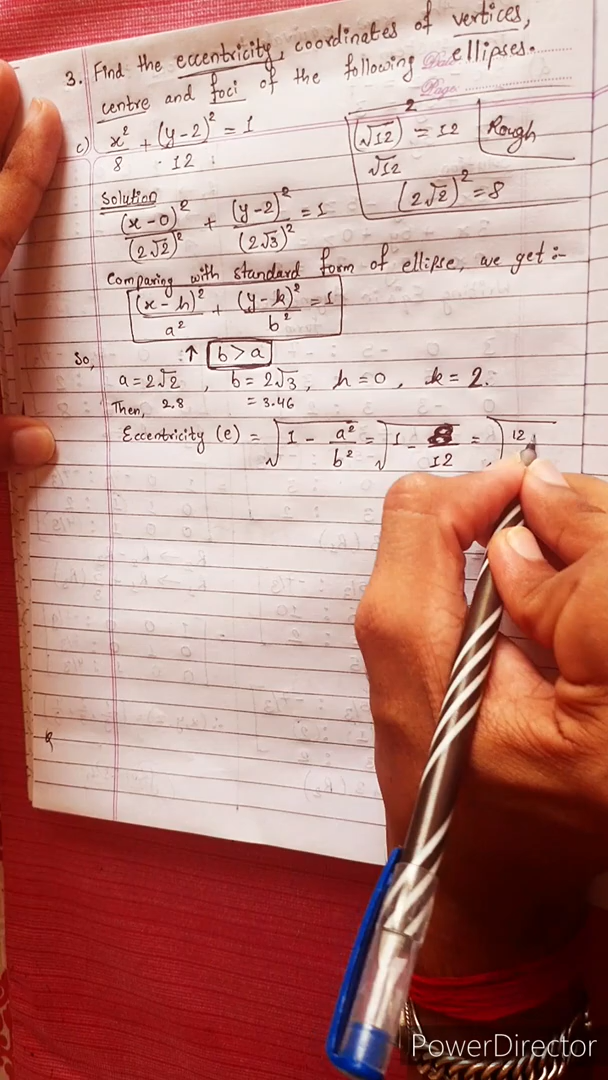 3. Find the eccentricity, coordinates of vertices,
centre and foci of the following ellipses.
Date
Page
c) x²/8 + (y-2)²/12 = 1
(√12)² = 12 Rough
√12
(2√2)² = 8
Solution
(x-0)²/(2√2)² + (y-2)²/(2√3)² = 1
Comparing with standard form of ellipse, we get :-
(x-h)²/a² + (y-k)²/b² = 1
So, ↑ b > a
a = 2√2 , b = 2√3 , h = 0 , k = 2.
Then, 2.8 = 3.46
Eccentricity (e) = √(1 - a²/b²) = √(1 - 8/12) = √12
PowerDirector